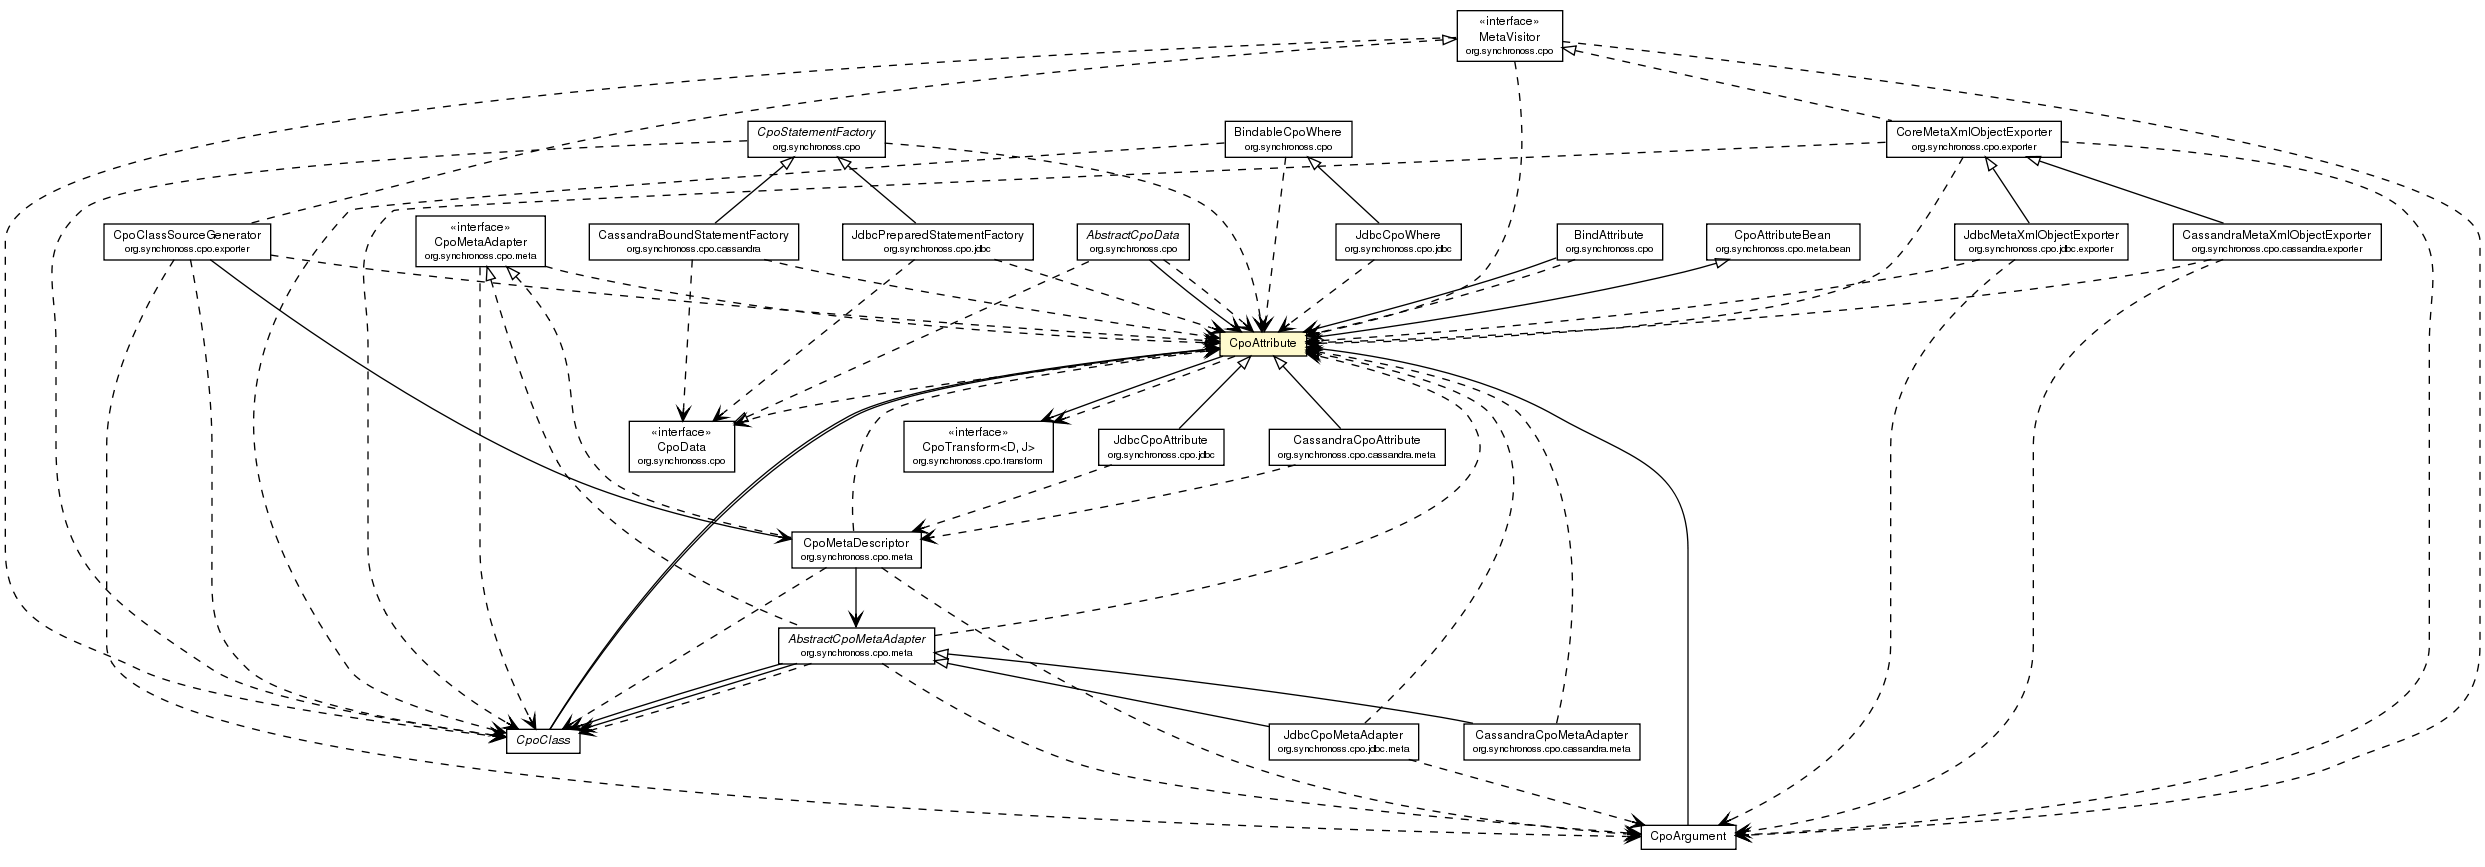 «interface»
MetaVisitor
org.synchronoss.cpo
CpoStatementFactory
org.synchronoss.cpo
BindableCpoWhere
org.synchronoss.cpo
CoreMetaXmlObjectExporter
org.synchronoss.cpo.exporter
CpoClassSourceGenerator
org.synchronoss.cpo.exporter
«interface»
CpoMetaAdapter
org.synchronoss.cpo.meta
CassandraBoundStatementFactory
org.synchronoss.cpo.cassandra
JdbcPreparedStatementFactory
org.synchronoss.cpo.jdbc
AbstractCpoData
org.synchronoss.cpo
JdbcCpoWhere
org.synchronoss.cpo.jdbc
BindAttribute
org.synchronoss.cpo
CpoAttributeBean
org.synchronoss.cpo.meta.bean
JdbcMetaXmlObjectExporter
org.synchronoss.cpo.jdbc.exporter
CassandraMetaXmlObjectExporter
org.synchronoss.cpo.cassandra.exporter
CpoAttribute
«interface»
CpoData
org.synchronoss.cpo
«interface»
CpoTransform<D, J>
org.synchronoss.cpo.transform
JdbcCpoAttribute
org.synchronoss.cpo.jdbc
CassandraCpoAttribute
org.synchronoss.cpo.cassandra.meta
CpoMetaDescriptor
org.synchronoss.cpo.meta
AbstractCpoMetaAdapter
org.synchronoss.cpo.meta
CpoClass
JdbcCpoMetaAdapter
org.synchronoss.cpo.jdbc.meta
CassandraCpoMetaAdapter
org.synchronoss.cpo.cassandra.meta
CpoArgument